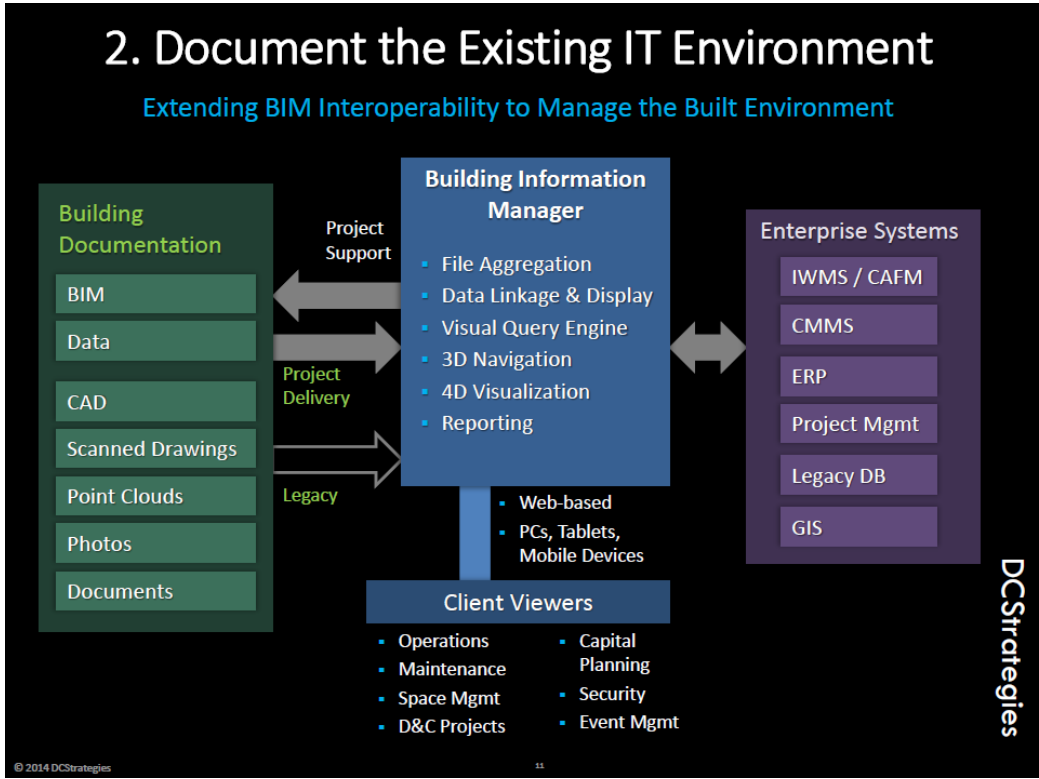 2. Document the Existing IT Environment
Extending BIM Interoperability to Manage the Built Environment
Building
Documentation
BIM
Data
CAD
Scanned Drawings
Point Clouds
Photos
Documents
Project
Support
Project
Delivery
Legacy
Building Information
Manager
▪ File Aggregation
▪ Data Linkage & Display
▪ Visual Query Engine
▪ 3D Navigation
▪ 4D Visualization
▪ Reporting
▪ Web-based
▪ PCs, Tablets,
Mobile Devices
Client Viewers
▪ Operations
▪ Maintenance
▪ Space Mgmt
▪ D&C Projects
▪ Capital
Planning
▪ Security
▪ Event Mgmt
Enterprise Systems
IWMS / CAFM
CMMS
ERP
Project Mgmt
Legacy DB
GIS
DCStrategies
© 2014 DCStrategies
11